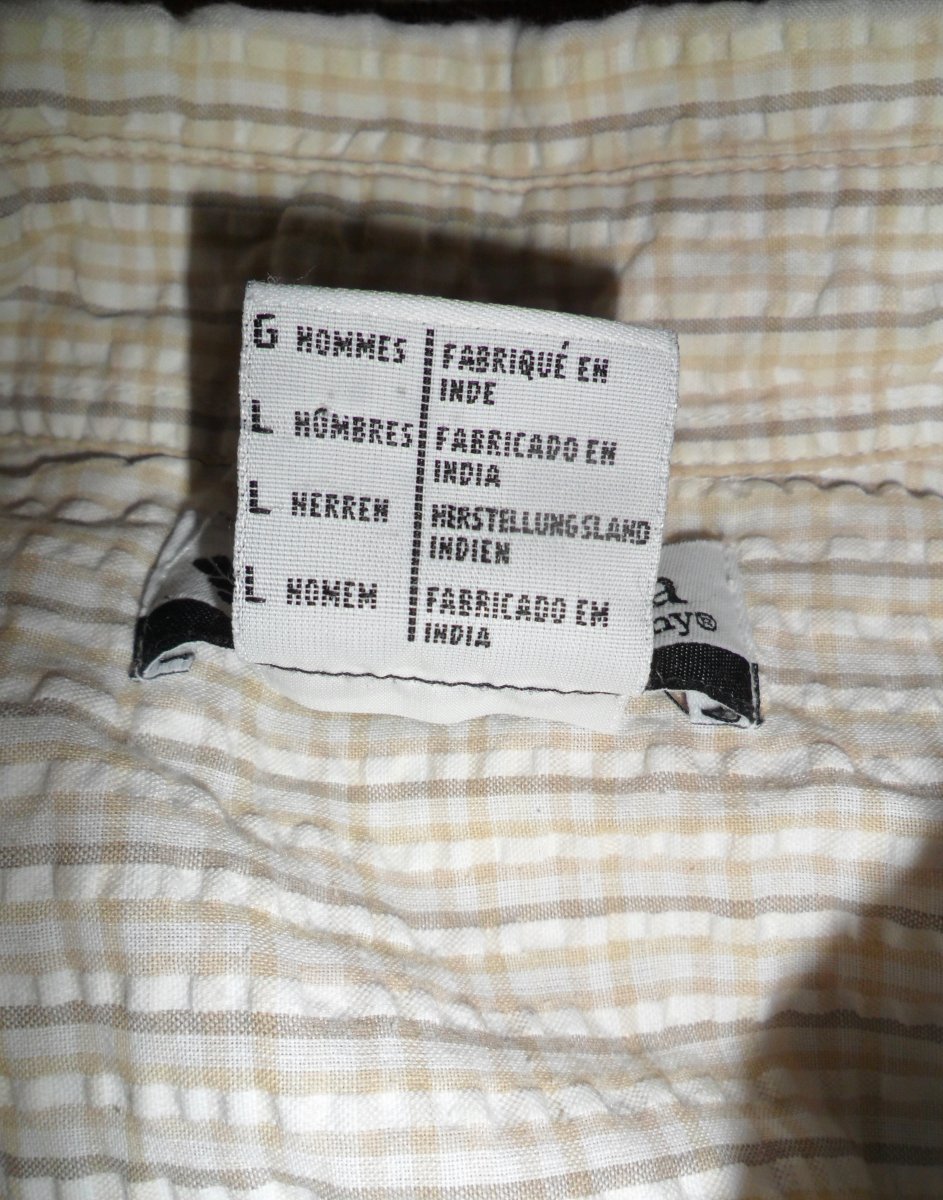 G HOMMES
FABRIQUÉ EN
INDE
L HOMBRES
FABRICADO EN
INDIA
L HERREN
HERSTELLUNGSLAND
INDIEN
L HOMEM
FABRICADO EM
INDIA